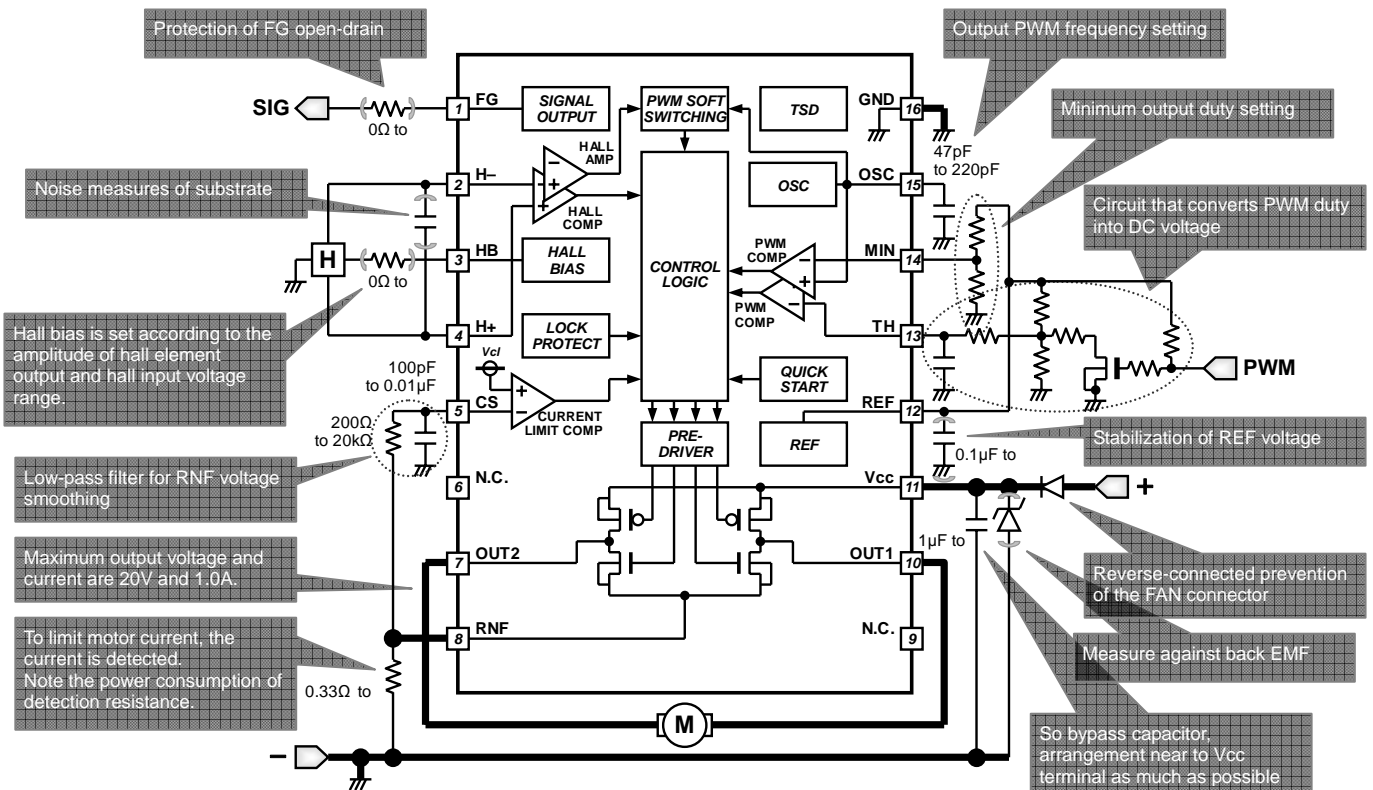 Protection of FG open-drain
Output PWM frequency setting
SIG
0Ω to
1
FG
SIGNAL
OUTPUT
PWM SOFT
SWITCHING
TSD
GND
16
Minimum output duty setting
47pF
to 220pF
Noise measures of substrate
2
H–
HALL
AMP
HALL
COMP
OSC
OSC
15
Circuit that converts PWM duty
into DC voltage
H
0Ω to
3
HB
HALL
BIAS
CONTROL
LOGIC
PWM
COMP
PWM
COMP
MIN
14
Hall bias is set according to the
amplitude of hall element
output and hall input voltage
range.
4
H+
LOCK
PROTECT
TH
13
PWM
100pF
to 0.01µF
Vcl
QUICK
START
200Ω
to 20kΩ
5
CS
CURRENT
LIMIT COMP
REF
12
REF
0.1µF to
Stabilization of REF voltage
Low-pass filter for RNF voltage
smoothing
6
N.C.
PRE-
DRIVER
Vcc
11
+
1µF to
Maximum output voltage and
current are 20V and 1.0A.
7
OUT2
OUT1
10
Reverse-connected prevention
of the FAN connector
To limit motor current, the
current is detected.
Note the power consumption of
detection resistance.
8
RNF
N.C.
9
0.33Ω to
Measure against back EMF
M
So bypass capacitor,
arrangement near to Vcc
terminal as much as possible
–